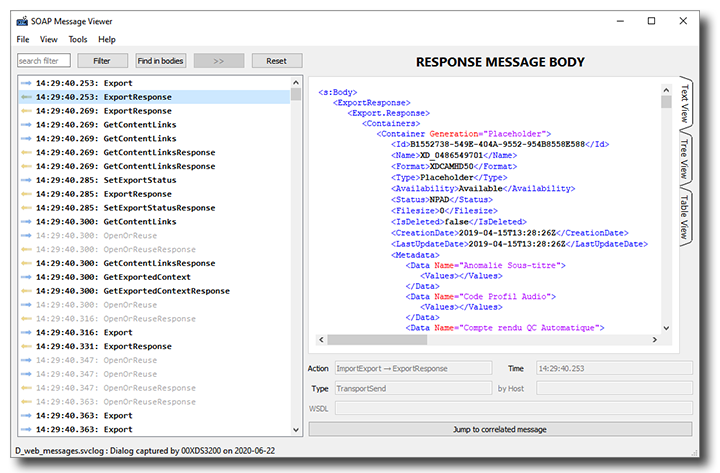 SOAP Message Viewer
File View Tools Help
search filter Filter Find in bodies >> Reset
14:29:40.253: Export
14:29:40.253: ExportResponse
14:29:40.269: ExportResponse
14:29:40.269: GetContentLinks
14:29:40.269: ExportResponse
14:29:40.269: GetContentLinksResponse
14:29:40.269: GetContentLinksResponse
14:29:40.285: SetExportStatus
14:29:40.285: ExportResponse
14:29:40.285: SetExportStatusResponse
14:29:40.300: GetContentLinks
14:29:40.300: OpenOrReuse
14:29:40.300: OpenOrReuseResponse
14:29:40.300: GetContentLinksResponse
14:29:40.300: GetExportedContext
14:29:40.300: GetExportedContextResponse
14:29:40.300: OpenOrReuse
14:29:40.316: OpenOrReuseResponse
14:29:40.316: Export
14:29:40.331: ExportResponse
14:29:40.347: OpenOrReuse
14:29:40.347: OpenOrReuse
14:29:40.347: OpenOrReuseResponse
14:29:40.363: OpenOrReuseResponse
14:29:40.363: Export
14:29:40.363: Export
RESPONSE MESSAGE BODY
<s:Body>
<ExportResponse>
<Export.Response>
<Containers>
<Container Generation="Placeholder">
<Id>B1552738-549E-404A-9552-954B8558E588</Id>
<Name>XD_0486549701</Name>
<Format>XDCAMHD50</Format>
<Type>Placeholder</Type>
<Availability>Available</Availability>
<Status>NPAD</Status>
<Filesize>0</Filesize>
<IsDeleted>false</IsDeleted>
<CreationDate>2019-04-15T13:28:26Z</CreationDate>
<LastUpdateDate>2019-04-15T13:28:26Z</LastUpdateDate>
<Metadata>
<Data Name="Anomalie Sous-titre">
<Values></Values>
</Data>
<Data Name="Code Profil Audio">
<Values></Values>
</Data>
<Data Name="Compte rendu QC Automatique">
Text View
Tree View
Table View
Action ImportExport → ExportResponse Time 14:29:40.253
Type TransportSend by Host
WSDL
Jump to correlated message
D_web_messages.svclog : Dialog captured by 00XDS3200 on 2020-06-22